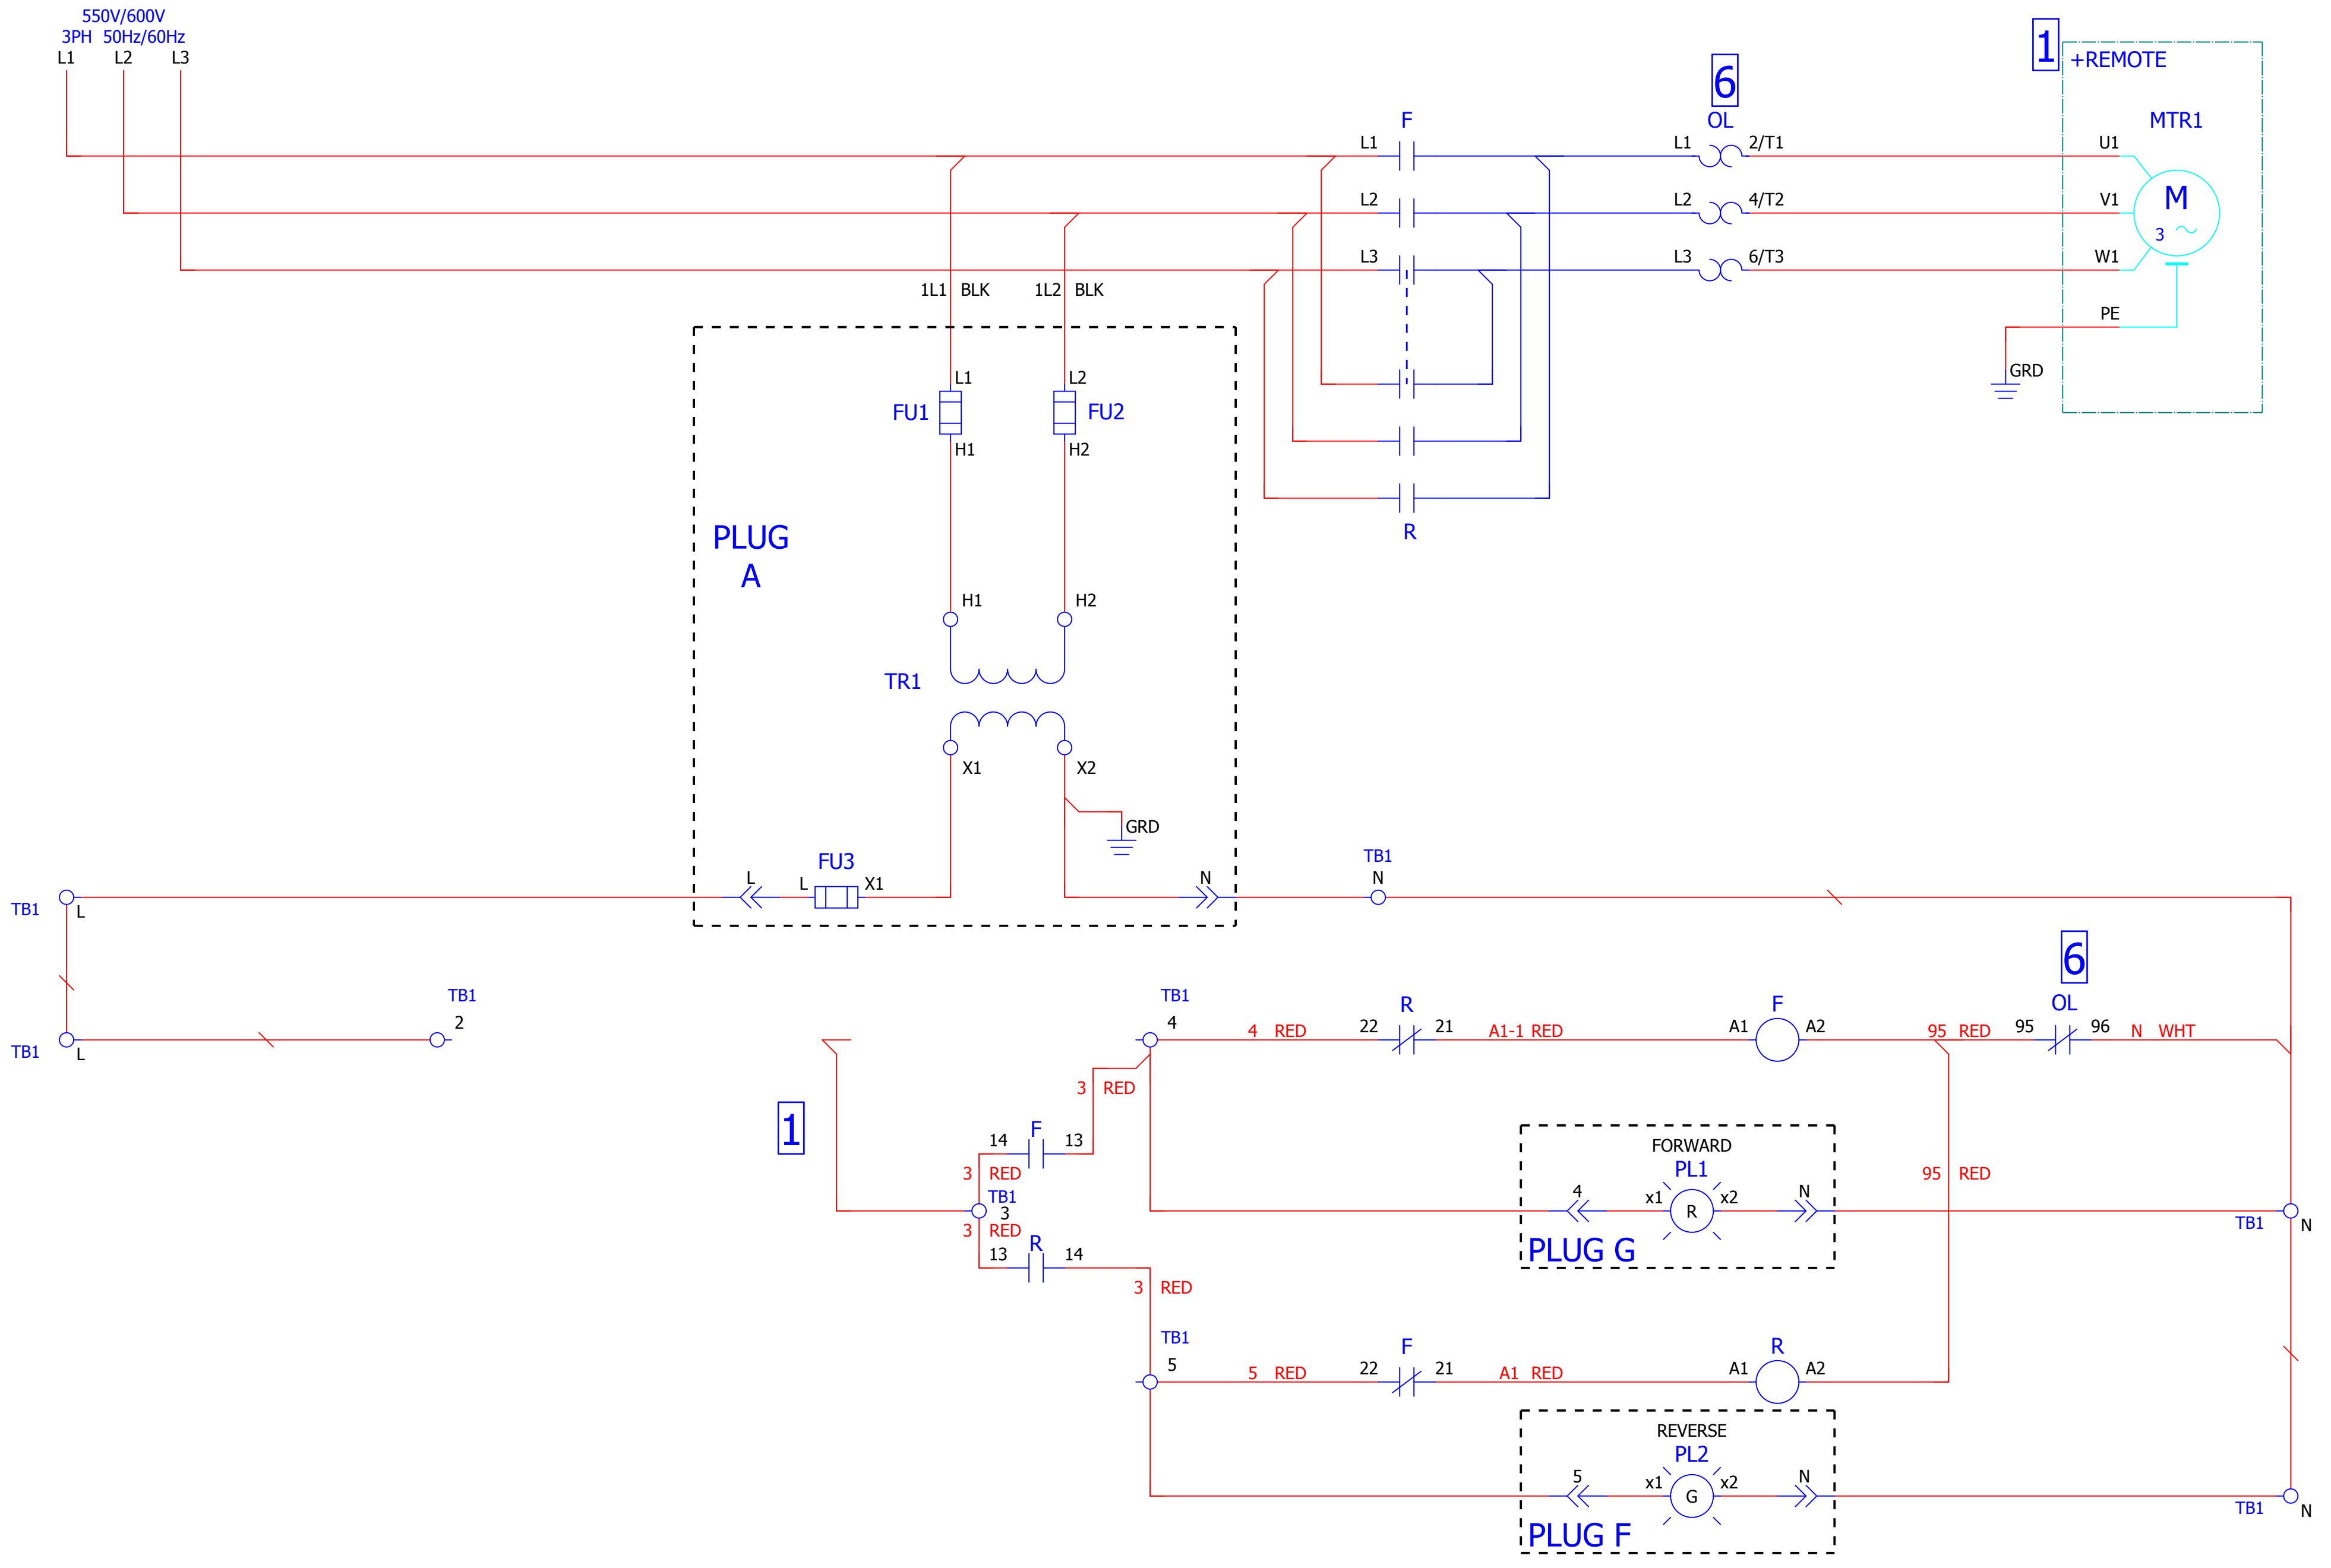 550V/600V
3PH 50Hz/60Hz
L1 L2 L3
1
+REMOTE
6
OL
F
MTR1
L1
L1
2/T1
U1
L2
L2
4/T2
V1
M
3
L3
L3
6/T3
W1
1L1 BLK
1L2 BLK
PE
GRD
L1
L2
FU1
FU2
H1
H2
R
PLUG
A
H1
H2
TR1
X1
X2
GRD
FU3
L
L
X1
N
TB1
N
TB1
L
6
OL
TB1
2
TB1
4
4 RED
R
22
21
A1-1 RED
F
A1
A2
95 RED
95
96
N WHT
TB1
L
3 RED
1
F
14
13
3 RED
TB1
3
3 RED
R
13
14
3 RED
FORWARD
PL1
4
x1
R
x2
N
PLUG G
95 RED
TB1
N
TB1
5
5 RED
F
22
21
A1 RED
R
A1
A2
REVERSE
PL2
5
x1
G
x2
N
PLUG F
TB1
N